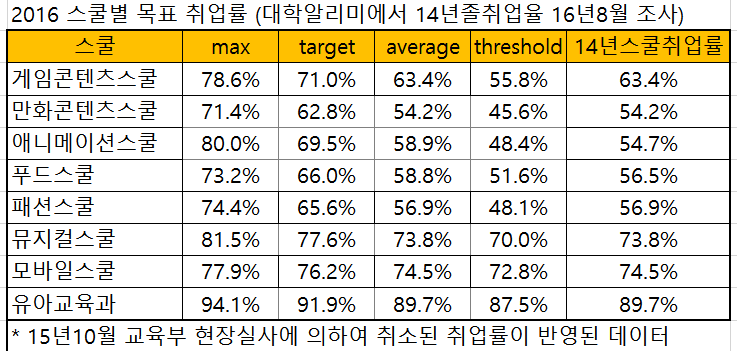 2016 스쿨별 목표 취업률 (대학알리미에서 14년졸취업율 16년8월 조사)
스쿨 max target average threshold 14년스쿨취업률
게임콘텐츠스쿨 78.6% 71.0% 63.4% 55.8% 63.4%
만화콘텐츠스쿨 71.4% 62.8% 54.2% 45.6% 54.2%
애니메이션스쿨 80.0% 69.5% 58.9% 48.4% 54.7%
푸드스쿨 73.2% 66.0% 58.8% 51.6% 56.5%
패션스쿨 74.4% 65.6% 56.9% 48.1% 56.9%
뮤지컬스쿨 81.5% 77.6% 73.8% 70.0% 73.8%
모바일스쿨 77.9% 76.2% 74.5% 72.8% 74.5%
유아교육과 94.1% 91.9% 89.7% 87.5% 89.7%
* 15년10월 교육부 현장실사에 의하여 취소된 취업률이 반영된 데이터